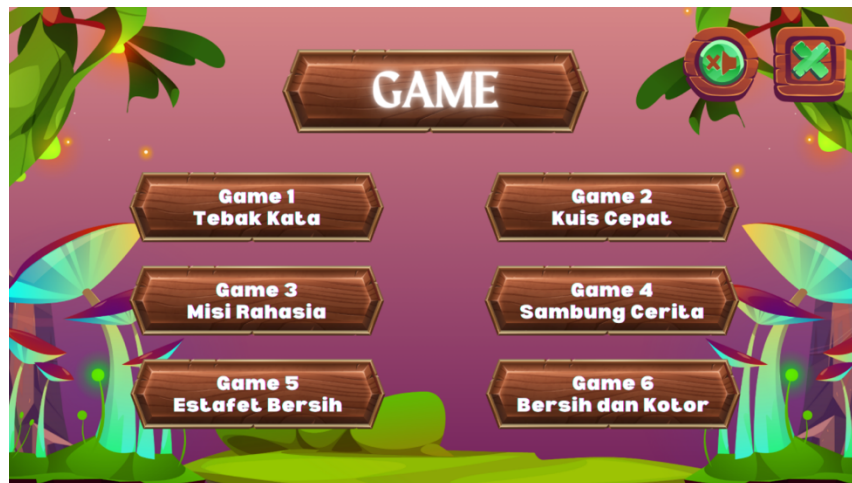 GAME
Game 1
Tebak Kata
Game 2
Kuis Cepat
Game 3
Misi Rahasia
Game 4
Sambung Cerita
Game 5
Estafet Bersih
Game 6
Bersih dan Kotor